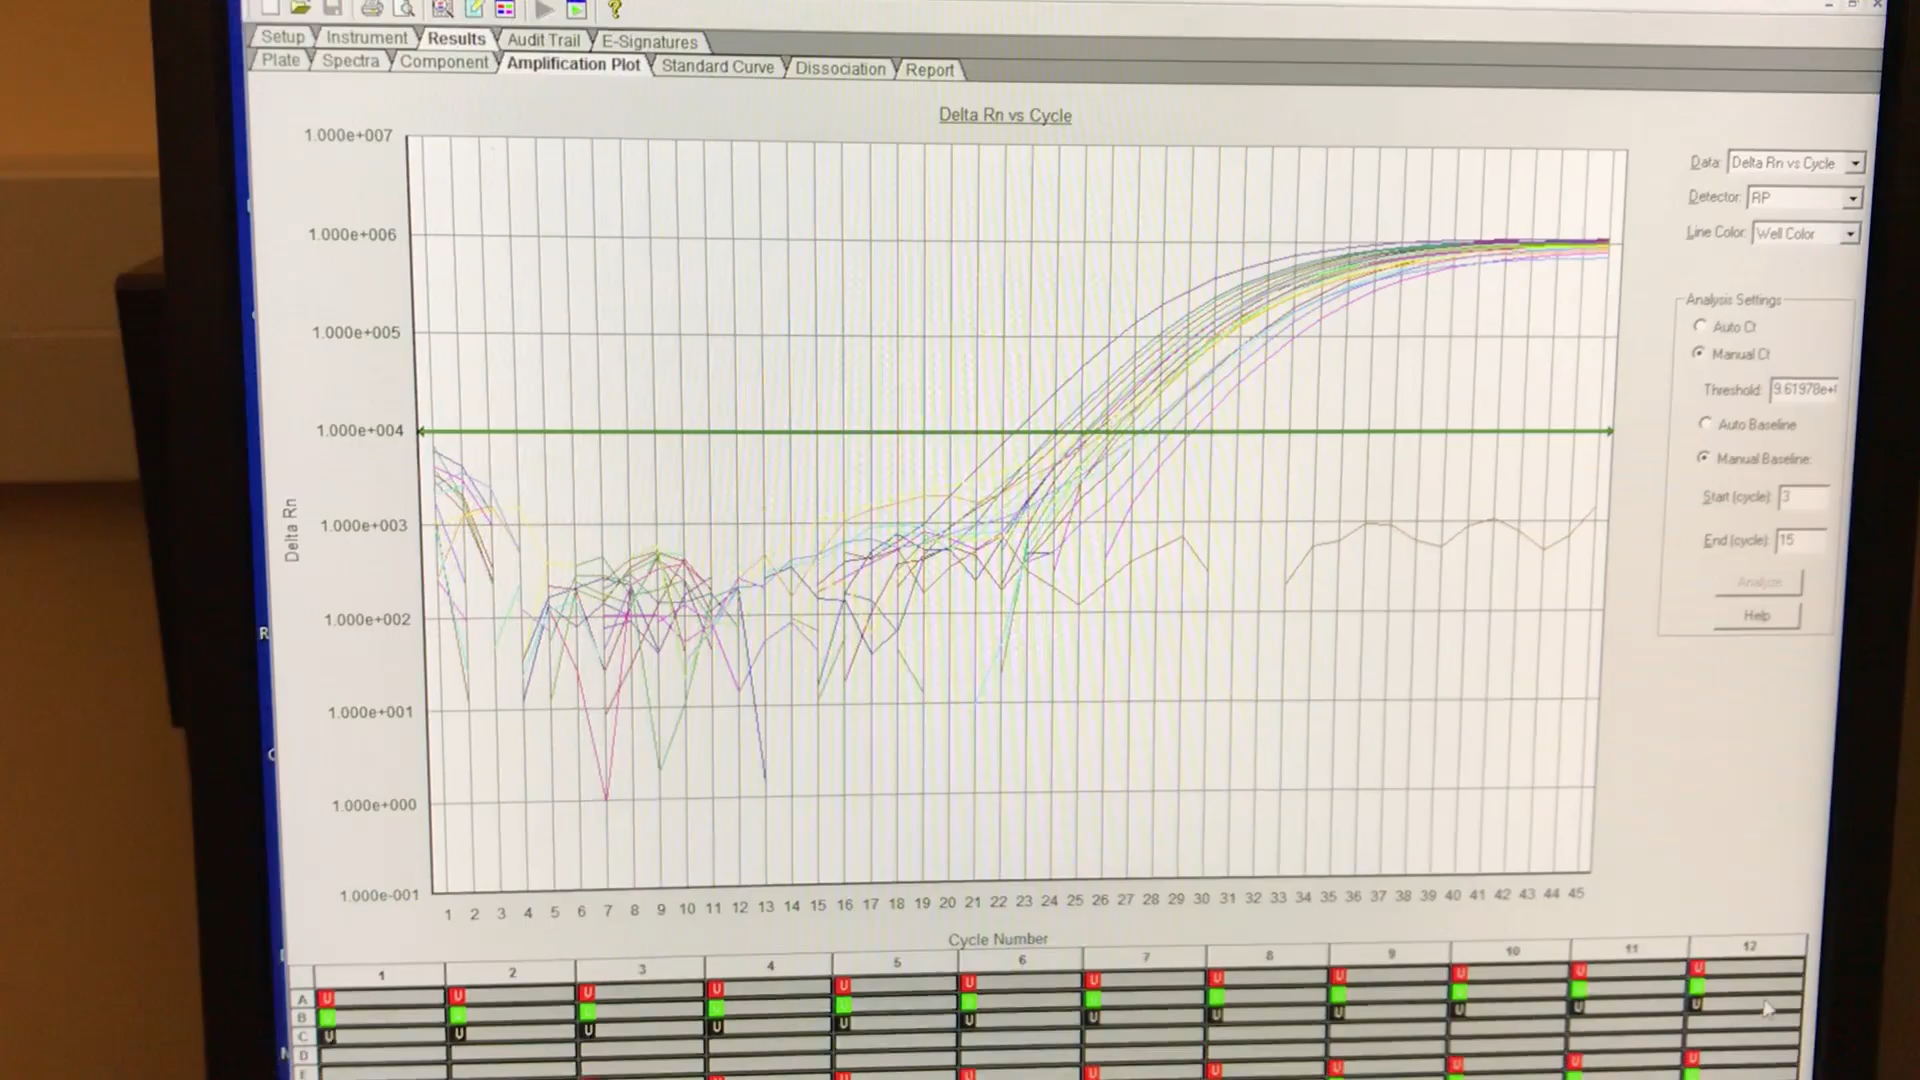 Setup Instrument Results Audit Trail E-Signatures
Plate Spectra Component Amplification Plot Standard Curve Dissociation Report
Delta Rn vs Cycle
1.000e+007
1.000e+006
1.000e+005
1.000e+004
1.000e+003
1.000e+002
1.000e+001
1.000e+000
1.000e-001
Delta Rn
1 2 3 4 5 6 7 8 9 10 11 12 13 14 15 16 17 18 19 20 21 22 23 24 25 26 27 28 29 30 31 32 33 34 35 36 37 38 39 40 41 42 43 44 45
Cycle Number
Data: Delta Rn vs Cycle
Detector: RP
Line Color: Well Color
Analysis Settings
Auto Ct
Manual Ct
Threshold: 9.61978e+
Auto Baseline
Manual Baseline:
Start (cycle): 3
End (cycle): 15
Analyze
Help
1 2 3 4 5 6 7 8 9 10 11 12
A U U U U U U U U U U U U
B
C U U U U U U U U U U U U
D
E U U U U U U U U U U